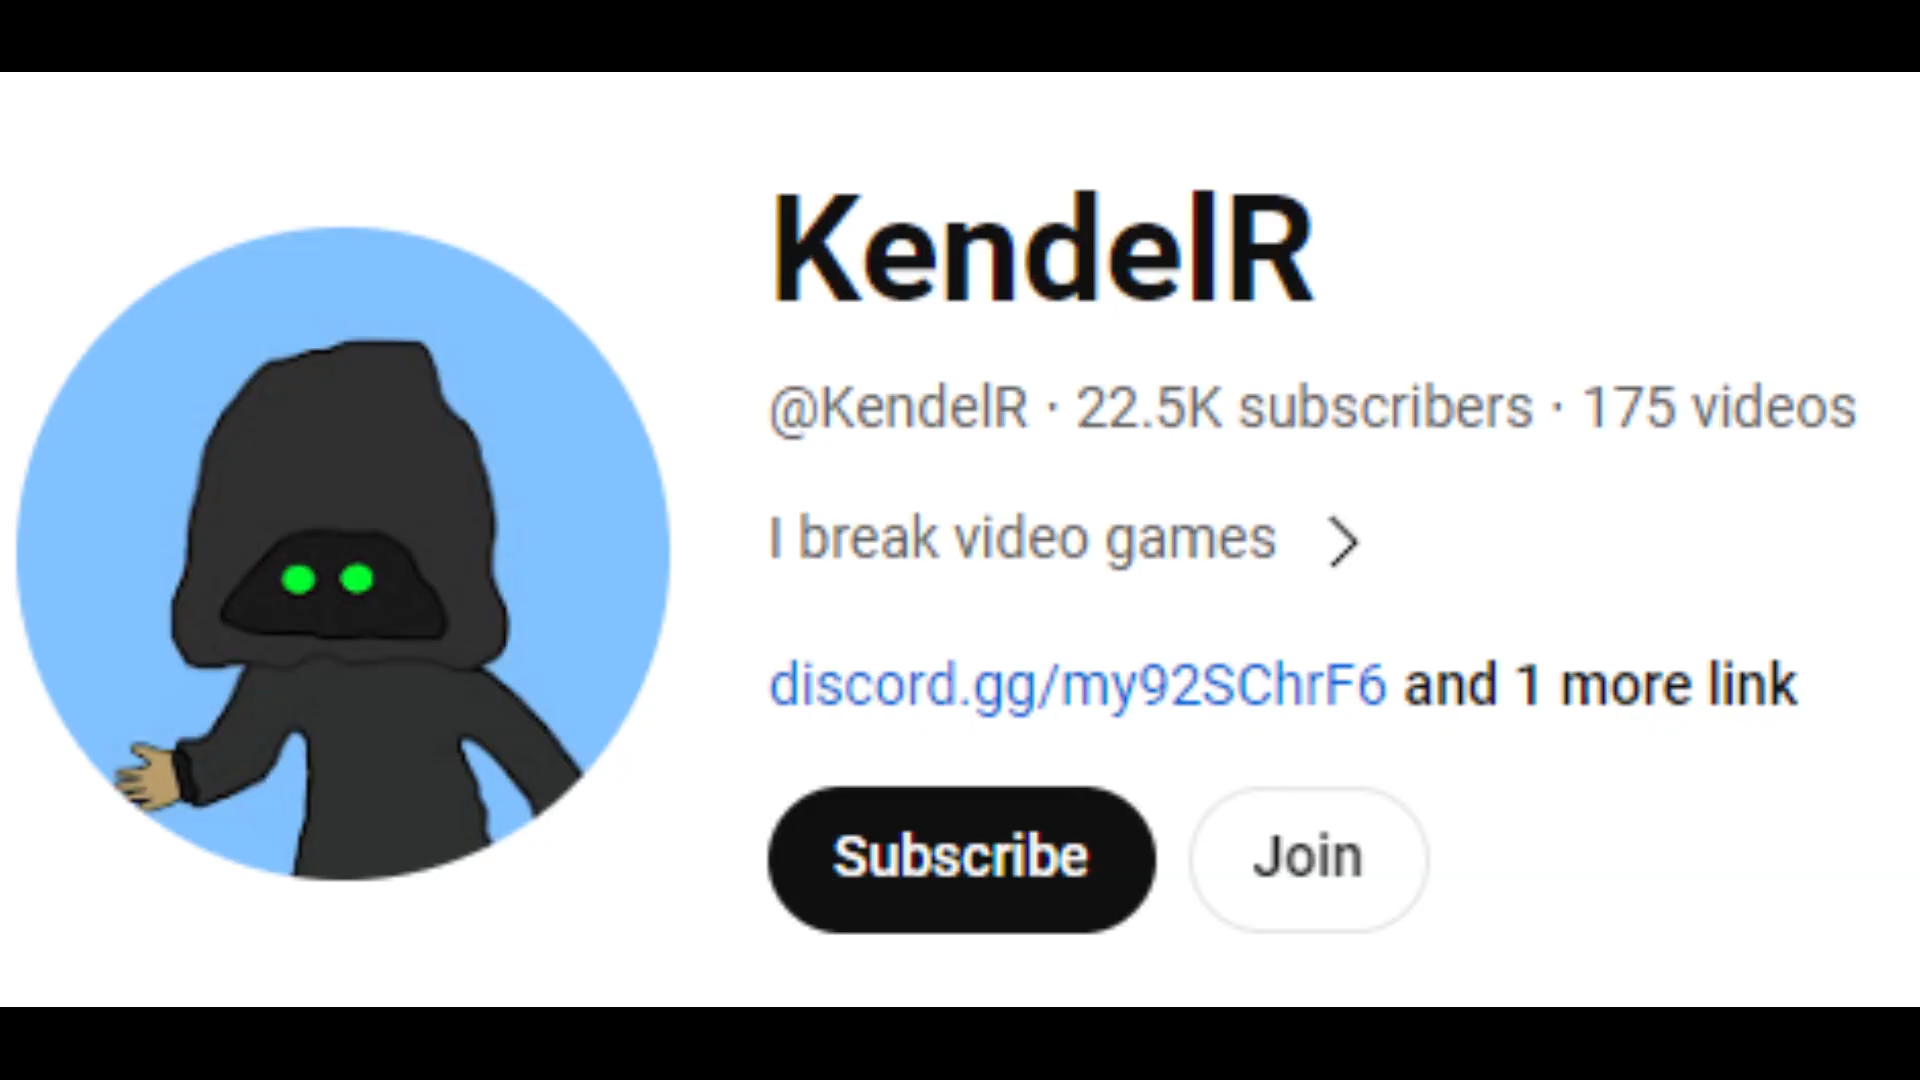 KendelR
@KendelR · 22.5K subscribers · 175 videos
I break video games
discord.gg/my92SChrF6 and 1 more link
Subscribe Join